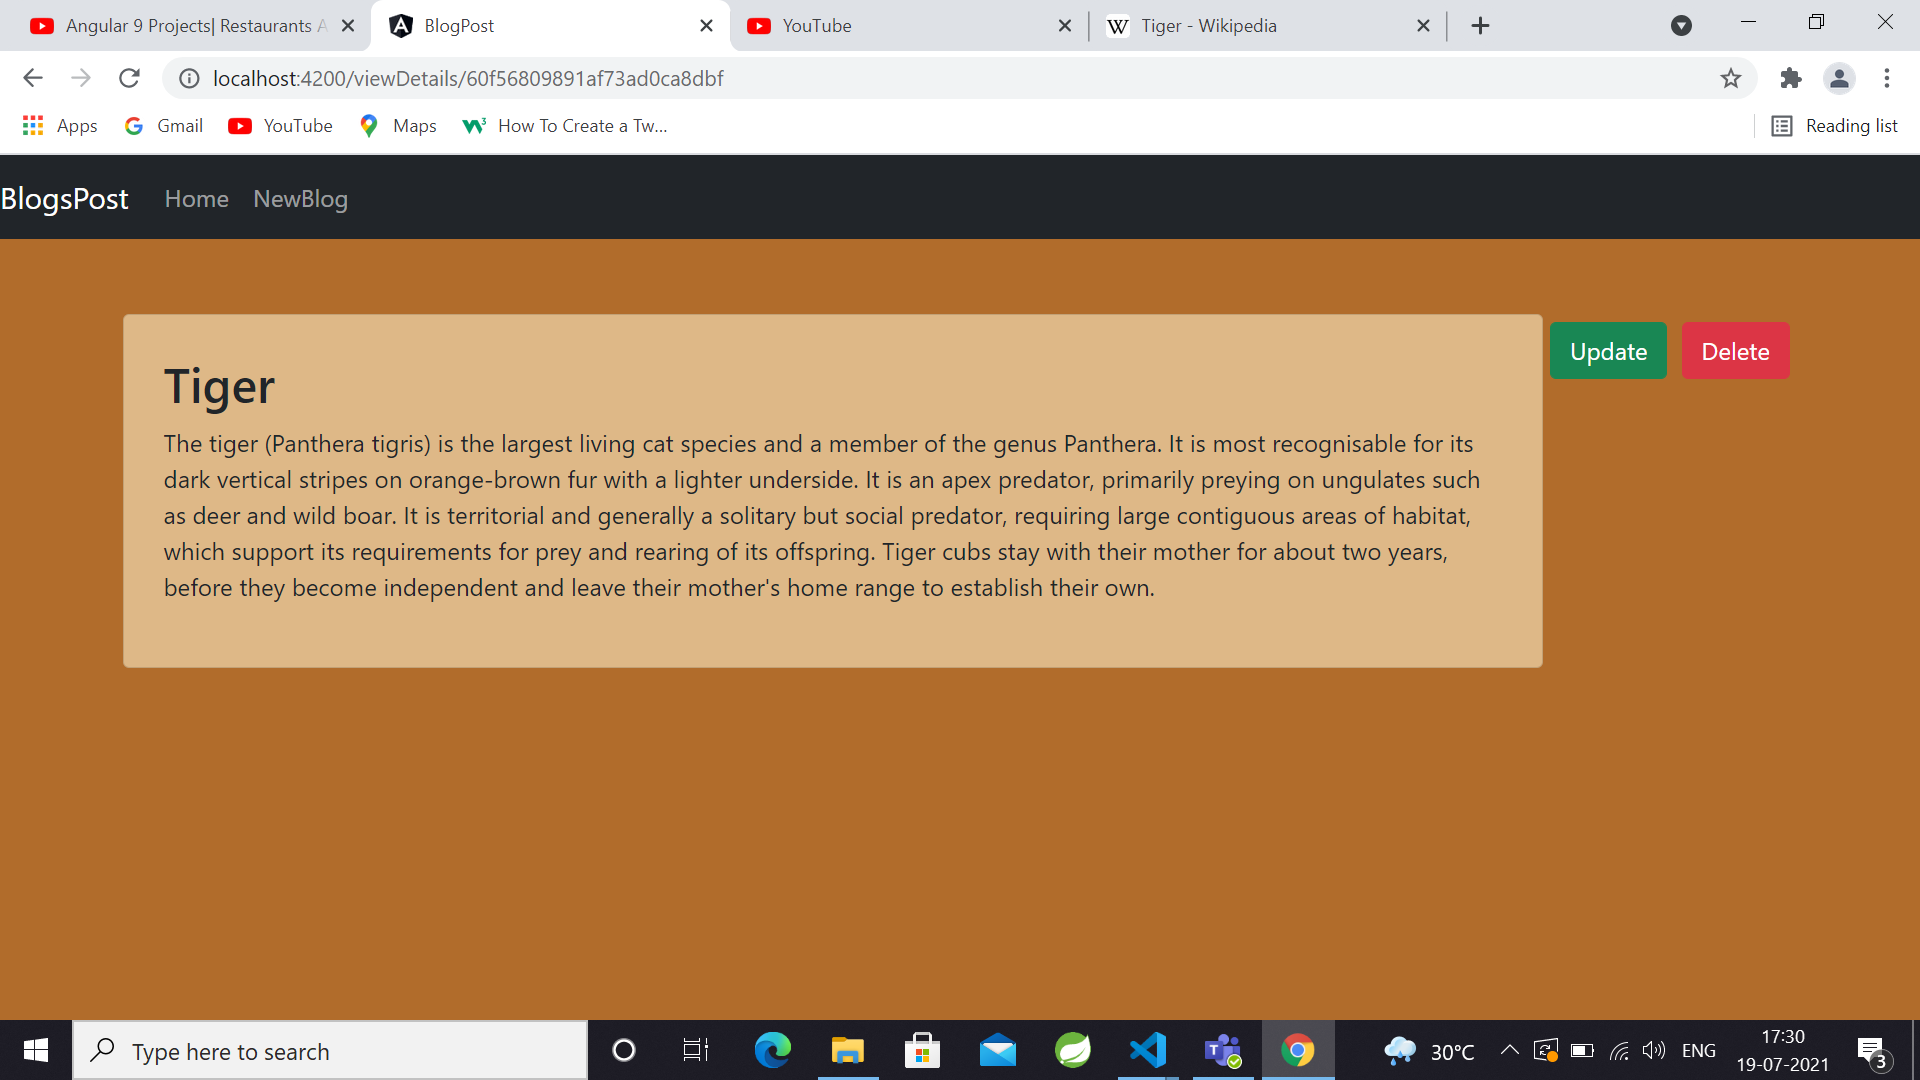 Angular 9 Projects| Restaurants A
BlogPost
YouTube
Tiger - Wikipedia
localhost:4200/viewDetails/60f56809891af73ad0ca8dbf
Apps
Gmail
YouTube
Maps
How To Create a Tw...
Reading list
BlogsPost
Home
NewBlog
Tiger
The tiger (Panthera tigris) is the largest living cat species and a member of the genus Panthera. It is most recognisable for its
dark vertical stripes on orange-brown fur with a lighter underside. It is an apex predator, primarily preying on ungulates such
as deer and wild boar. It is territorial and generally a solitary but social predator, requiring large contiguous areas of habitat,
which support its requirements for prey and rearing of its offspring. Tiger cubs stay with their mother for about two years,
before they become independent and leave their mother's home range to establish their own.
Update
Delete
Type here to search
30°C
ENG
17:30
19-07-2021
3